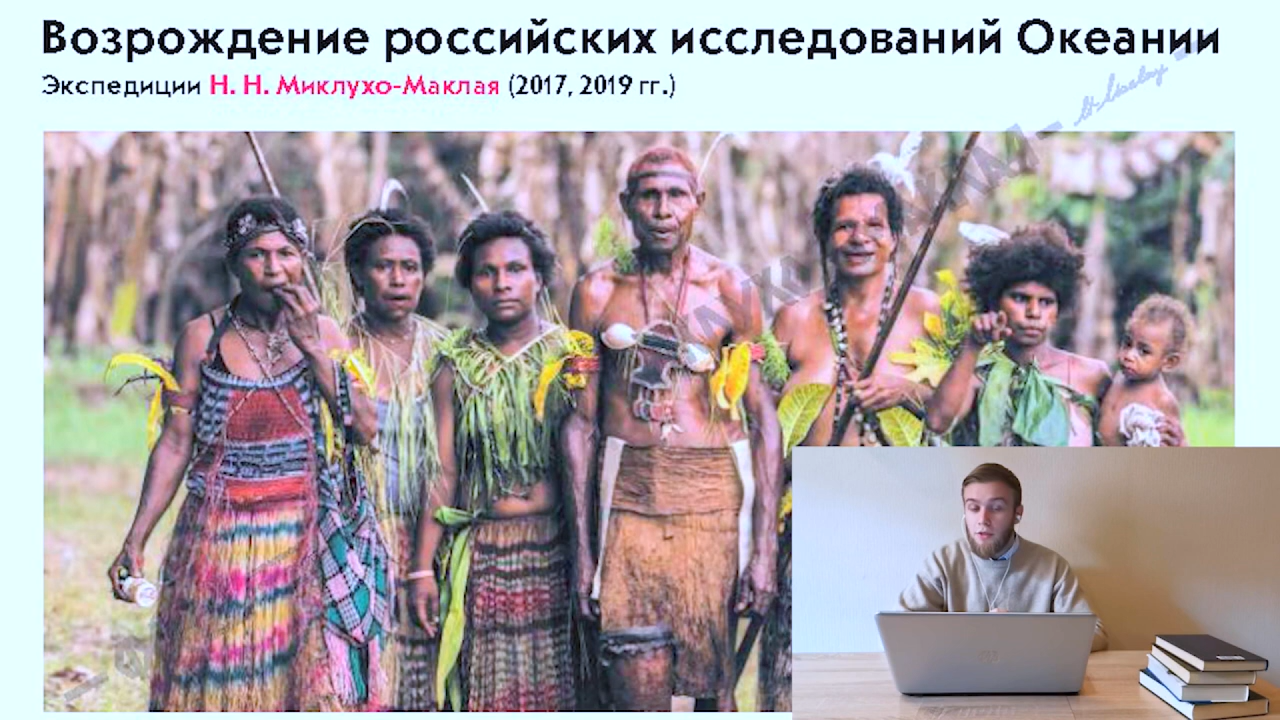 Возрождение российских исследований Океании
Экспедиции Н. Н. Миклухо-Маклая (2017, 2019 гг.)